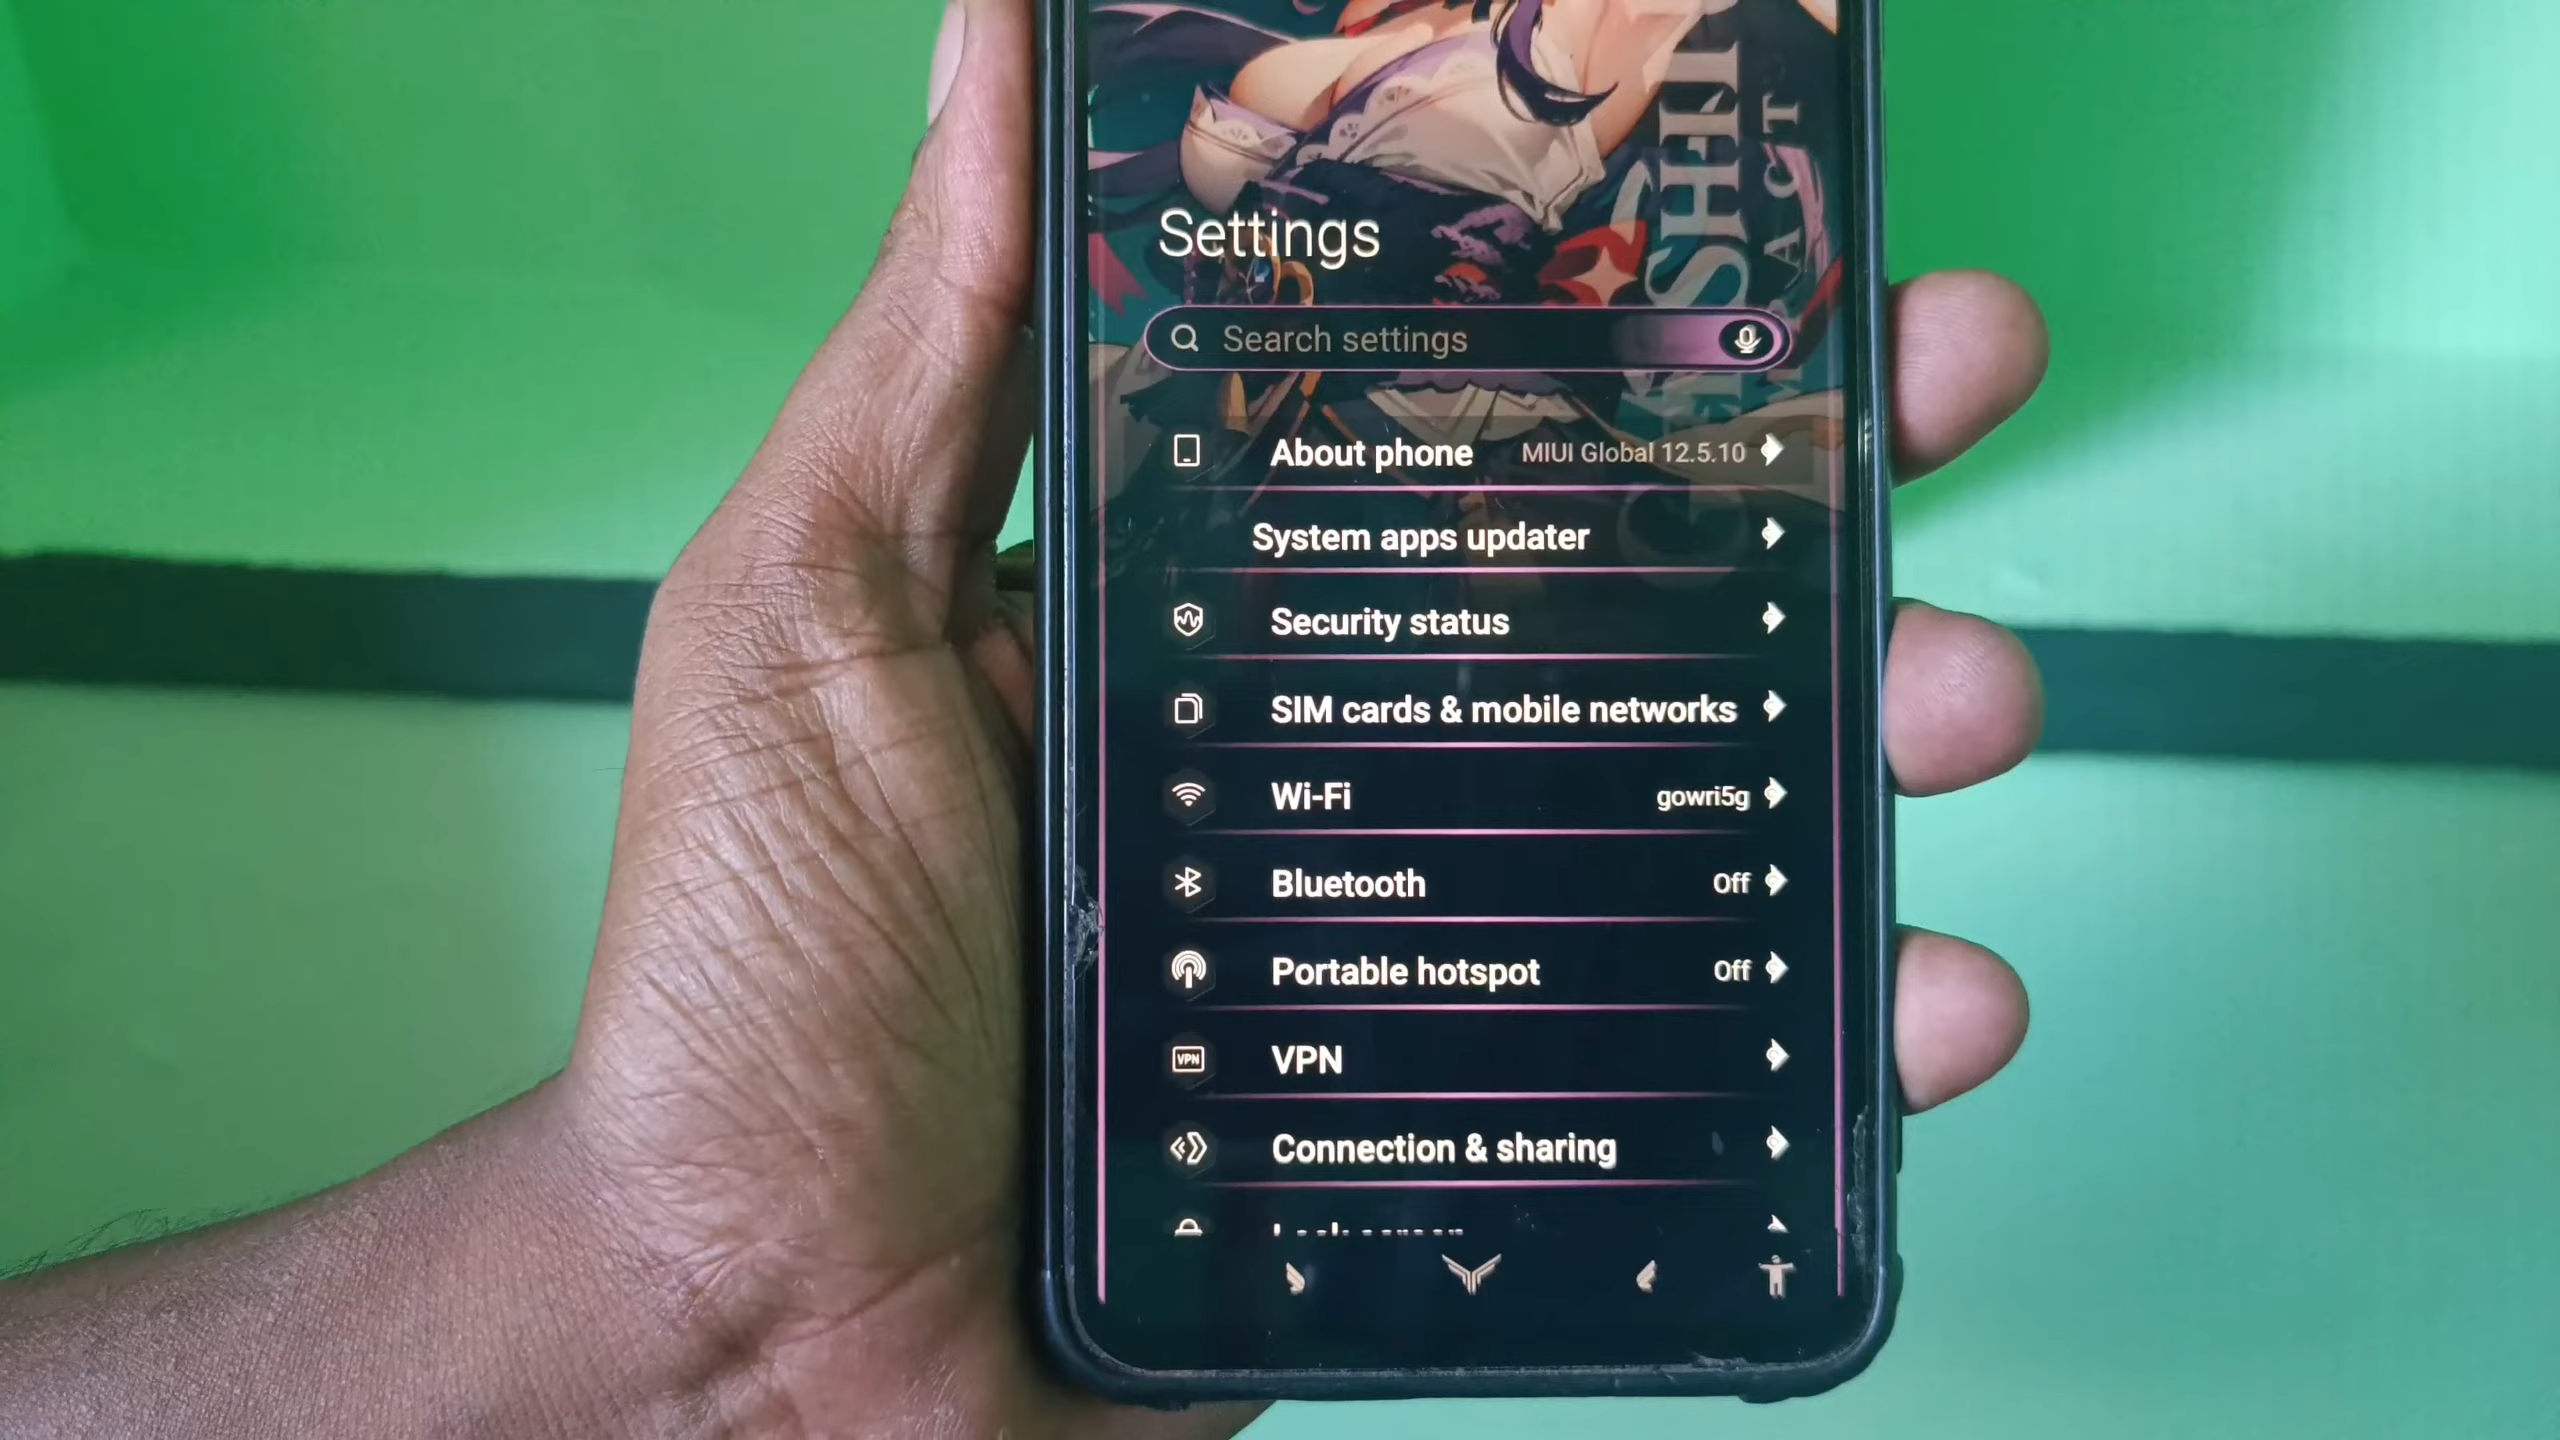 Settings
Search settings
About phone MIUI Global 12.5.10
System apps updater
Security status
SIM cards & mobile networks
Wi-Fi gowri5g
Bluetooth Off
Portable hotspot Off
VPN VPN
Connection & sharing